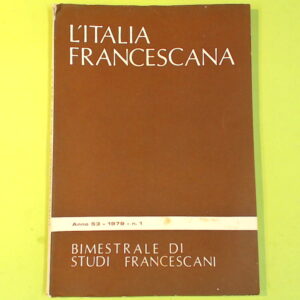 L'ITALIA
FRANCESCANA
Anno 53 - 1978 - n. 1
BIMESTRALE DI
STUDI FRANCESCANI